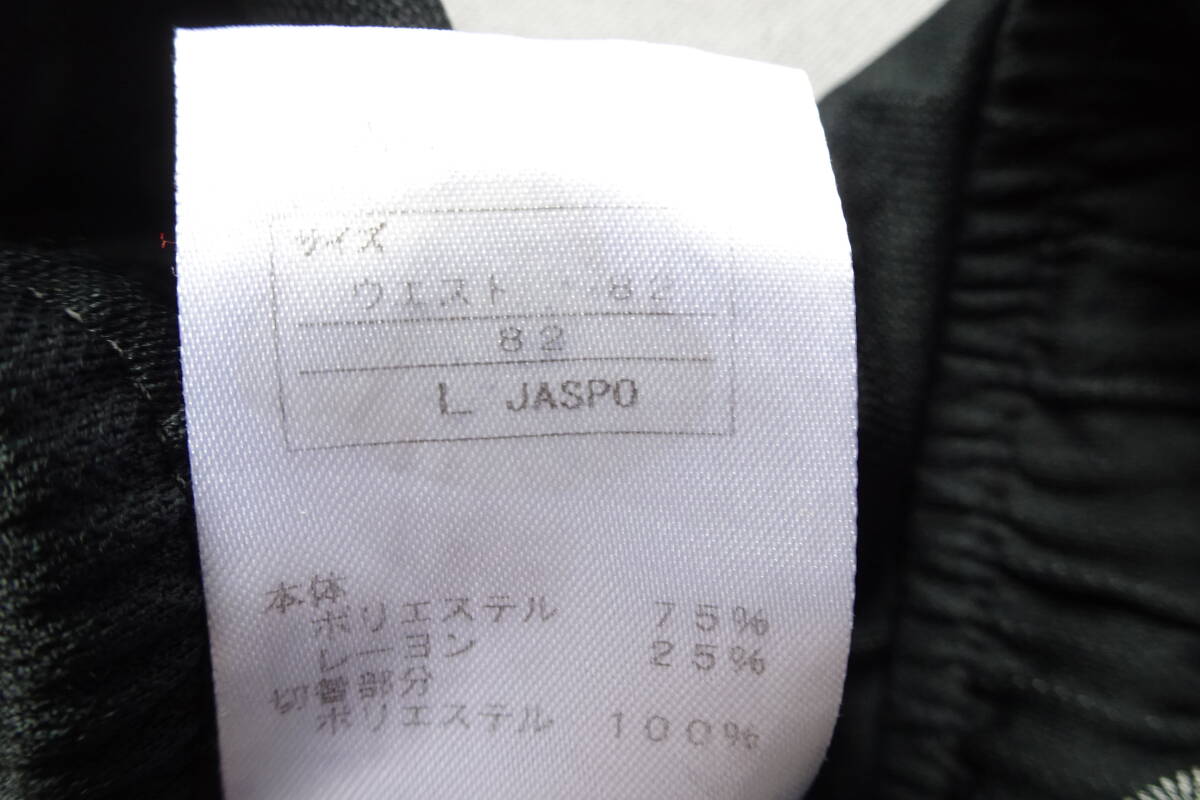 サイズ
ウエスト 82
82
L JASPO
本体
ポリエステル 75%
レーヨン 25%
切替部分
ポリエステル 100%